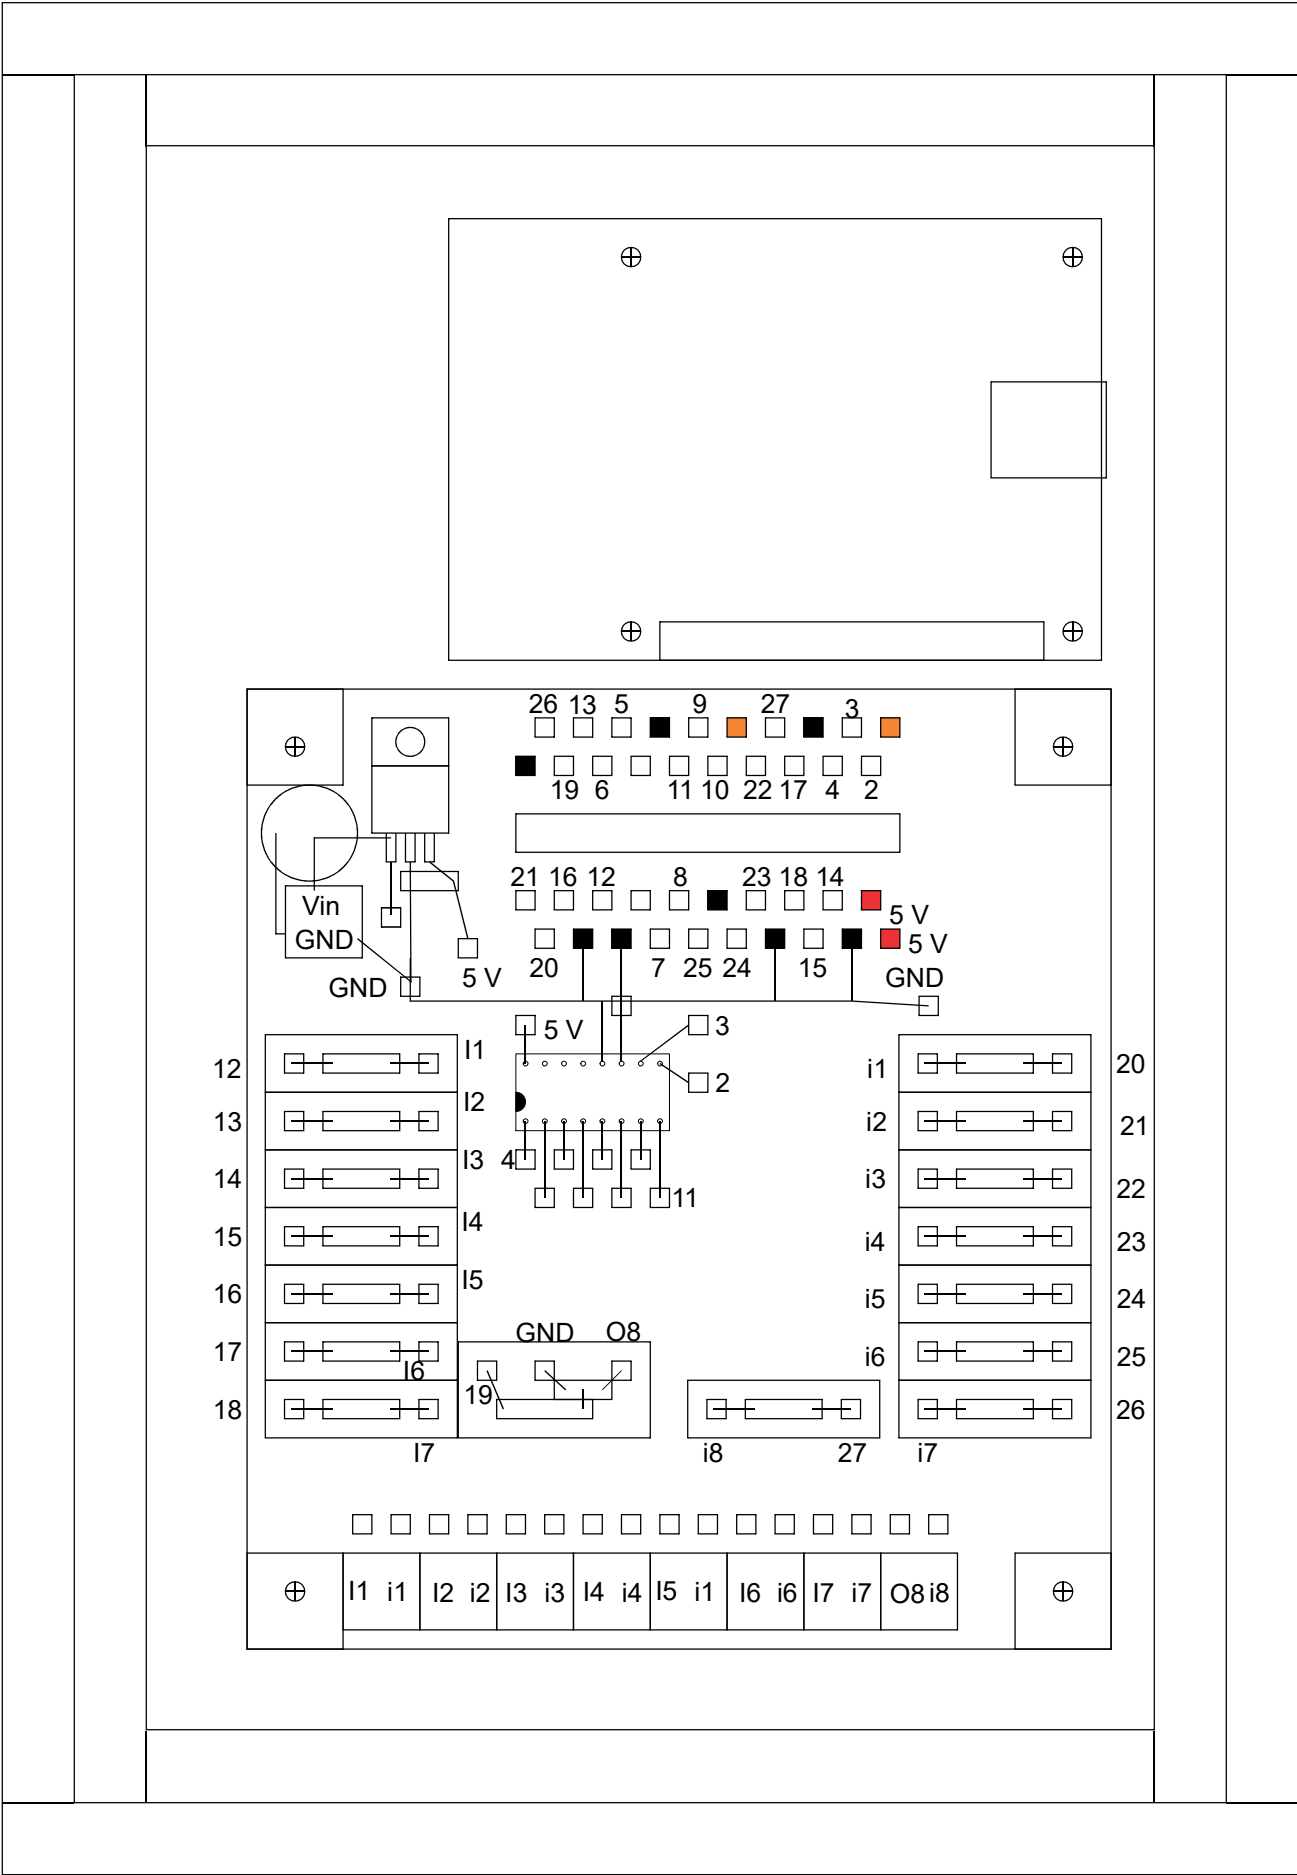 26 13 5 9 27 3
19 6 11 10 22 17 4 2
21 16 12 8 23 18 14
Vin
5 V
GND
5 V
20 7 25 24 15
5 V
GND
GND
5 V
3
I1
12
i1
20
2
I2
13
i2
21
I3
4
14
i3
22
11
I4
15
i4
23
I5
16
i5
24
GND O8
17
i6
25
I6
19
18
26
I7
i8 27 i7
I1 i1 I2 i2 I3 i3 I4 i4 I5 i1 I6 i6 I7 i7 O8 i8